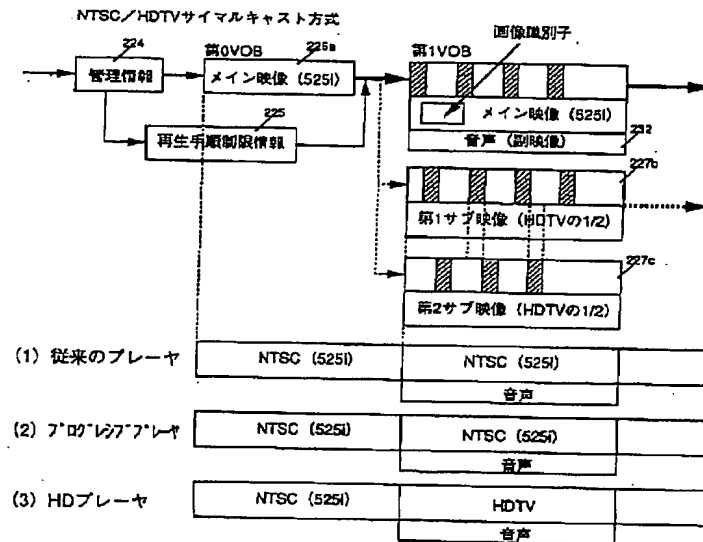 NTSC/HDTVサイマルキャスト方式
画像識別子
224
第0VOB
226a
第1VOB
管理情報
メイン映像 (525I)
メイン映像 (525I)
225
再生手順制限情報
音声 (副映像)
232
227b
第1サブ映像 (HDTVの1/2)
227c
第2サブ映像 (HDTVの1/2)
(1) 従来のプレーヤ
NTSC (525I)
NTSC (525I)
音声
(2) プログレシブプレーヤ
NTSC (525I)
NTSC (525I)
音声
(3) HDプレーヤ
NTSC (525I)
HDTV
音声